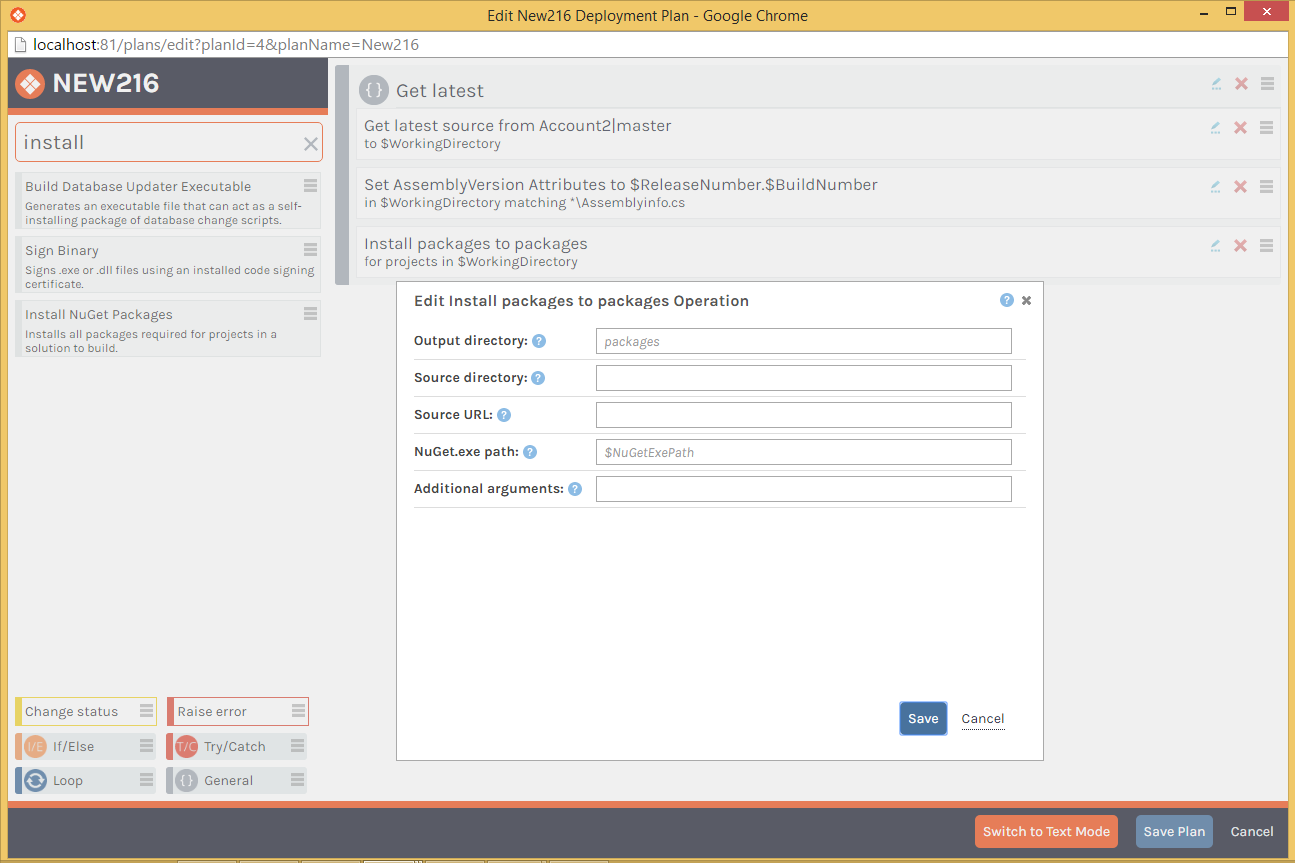 Edit New216 Deployment Plan - Google Chrome
localhost:81/plans/edit?planId=4&planName=New216
NEW216
install
Build Database Updater Executable
Generates an executable file that can act as a self-
installing package of database change scripts.
Sign Binary
Signs .exe or .dll files using an installed code signing
certificate.
Install NuGet Packages
Installs all packages required for projects in a
solution to build.
Change status
Raise error
I/E If/Else
T/C Try/Catch
Loop
{} General
{} Get latest
Get latest source from Account2|master
to $WorkingDirectory
Set AssemblyVersion Attributes to $ReleaseNumber.$BuildNumber
in $WorkingDirectory matching *\AssemblyInfo.cs
Install packages to packages
for projects in $WorkingDirectory
Edit Install packages to packages Operation
?
Output directory: ?
packages
Source directory: ?
Source URL: ?
NuGet.exe path: ?
$NuGetExePath
Additional arguments: ?
Save
Cancel
Switch to Text Mode
Save Plan
Cancel